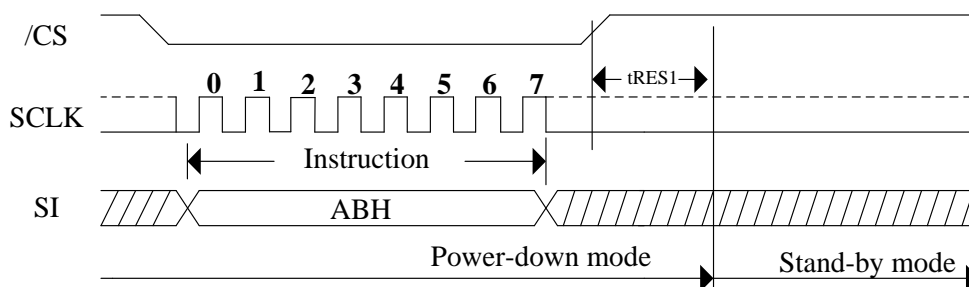 /CS
tRES1
0 1 2 3 4 5 6 7
SCLK
Instruction
SI
ABH
Power-down mode
Stand-by mode